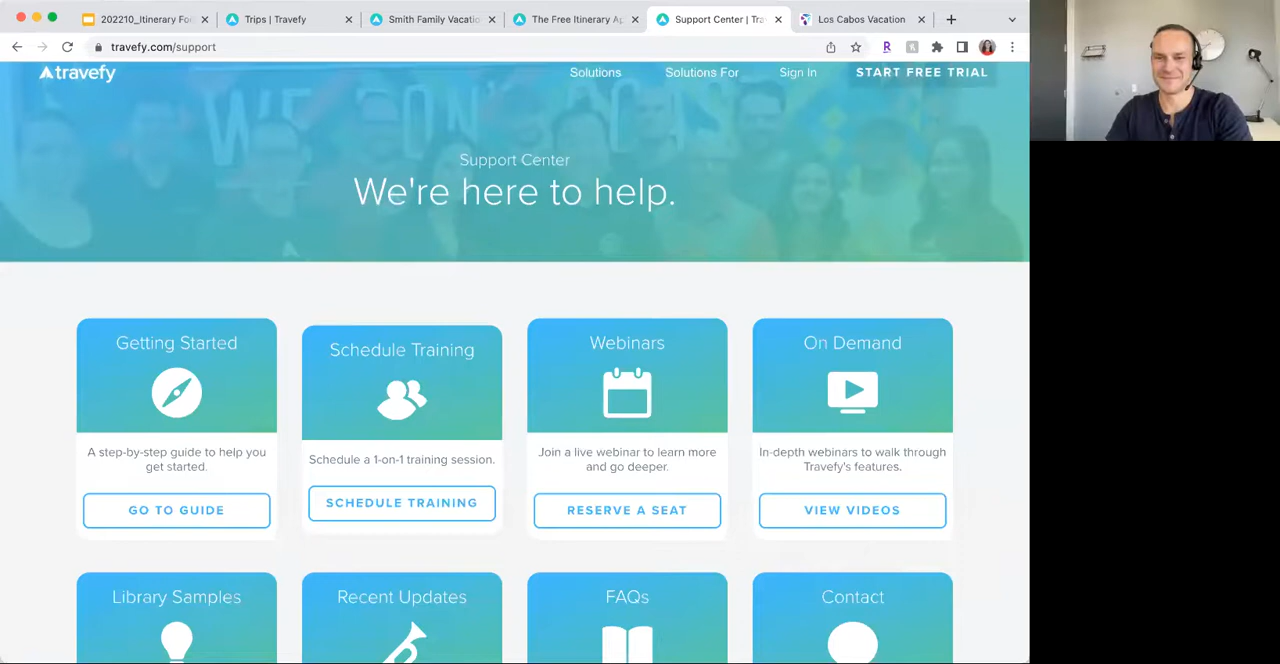 202210_Itinerary Fo
Trips | Travefy
Smith Family Vacatio
The Free Itinerary Ap
Support Center | Tra
Los Cabos Vacation
travefy.com/support
travefy
Solutions
Solutions For
Sign In
START FREE TRIAL
Support Center
We're here to help.
Getting Started
Schedule Training
Webinars
On Demand
A step-by-step guide to help you
get started.
Schedule a 1-on-1 training session.
Join a live webinar to learn more
and go deeper.
In-depth webinars to walk through
Travefy's features.
GO TO GUIDE
SCHEDULE TRAINING
RESERVE A SEAT
VIEW VIDEOS
Library Samples
Recent Updates
FAQs
Contact